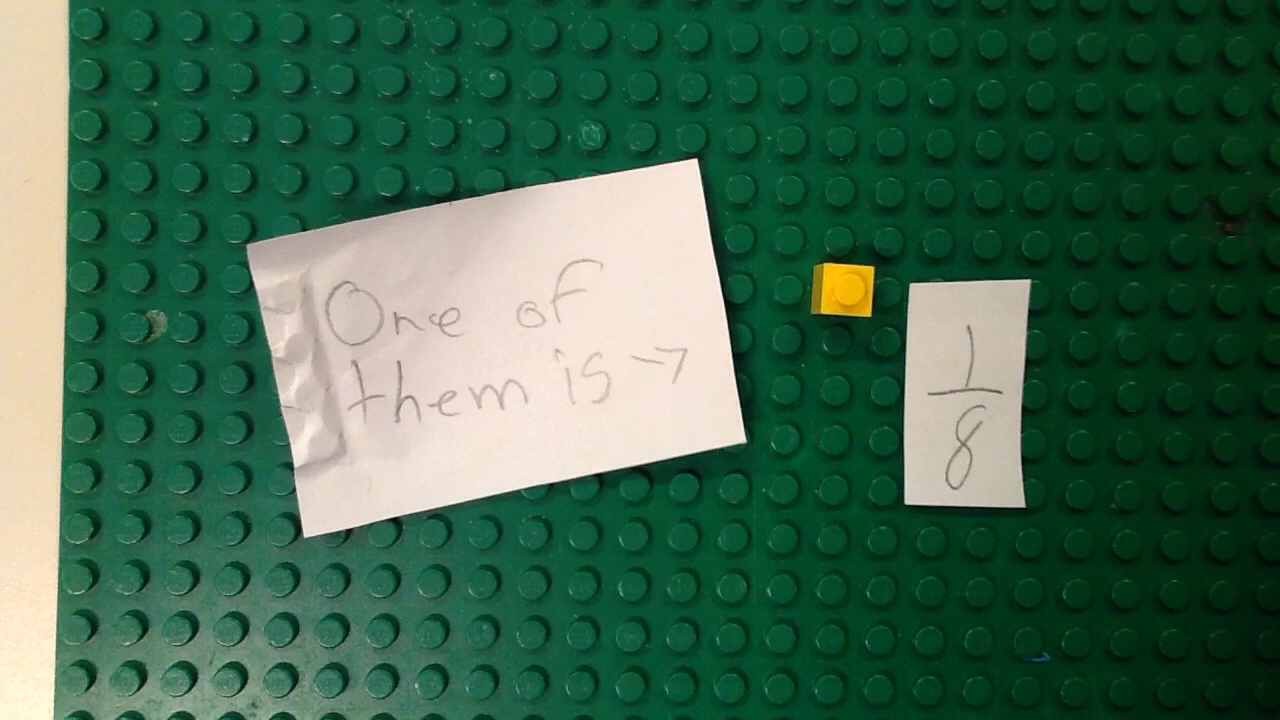 One of
them is →
1
8